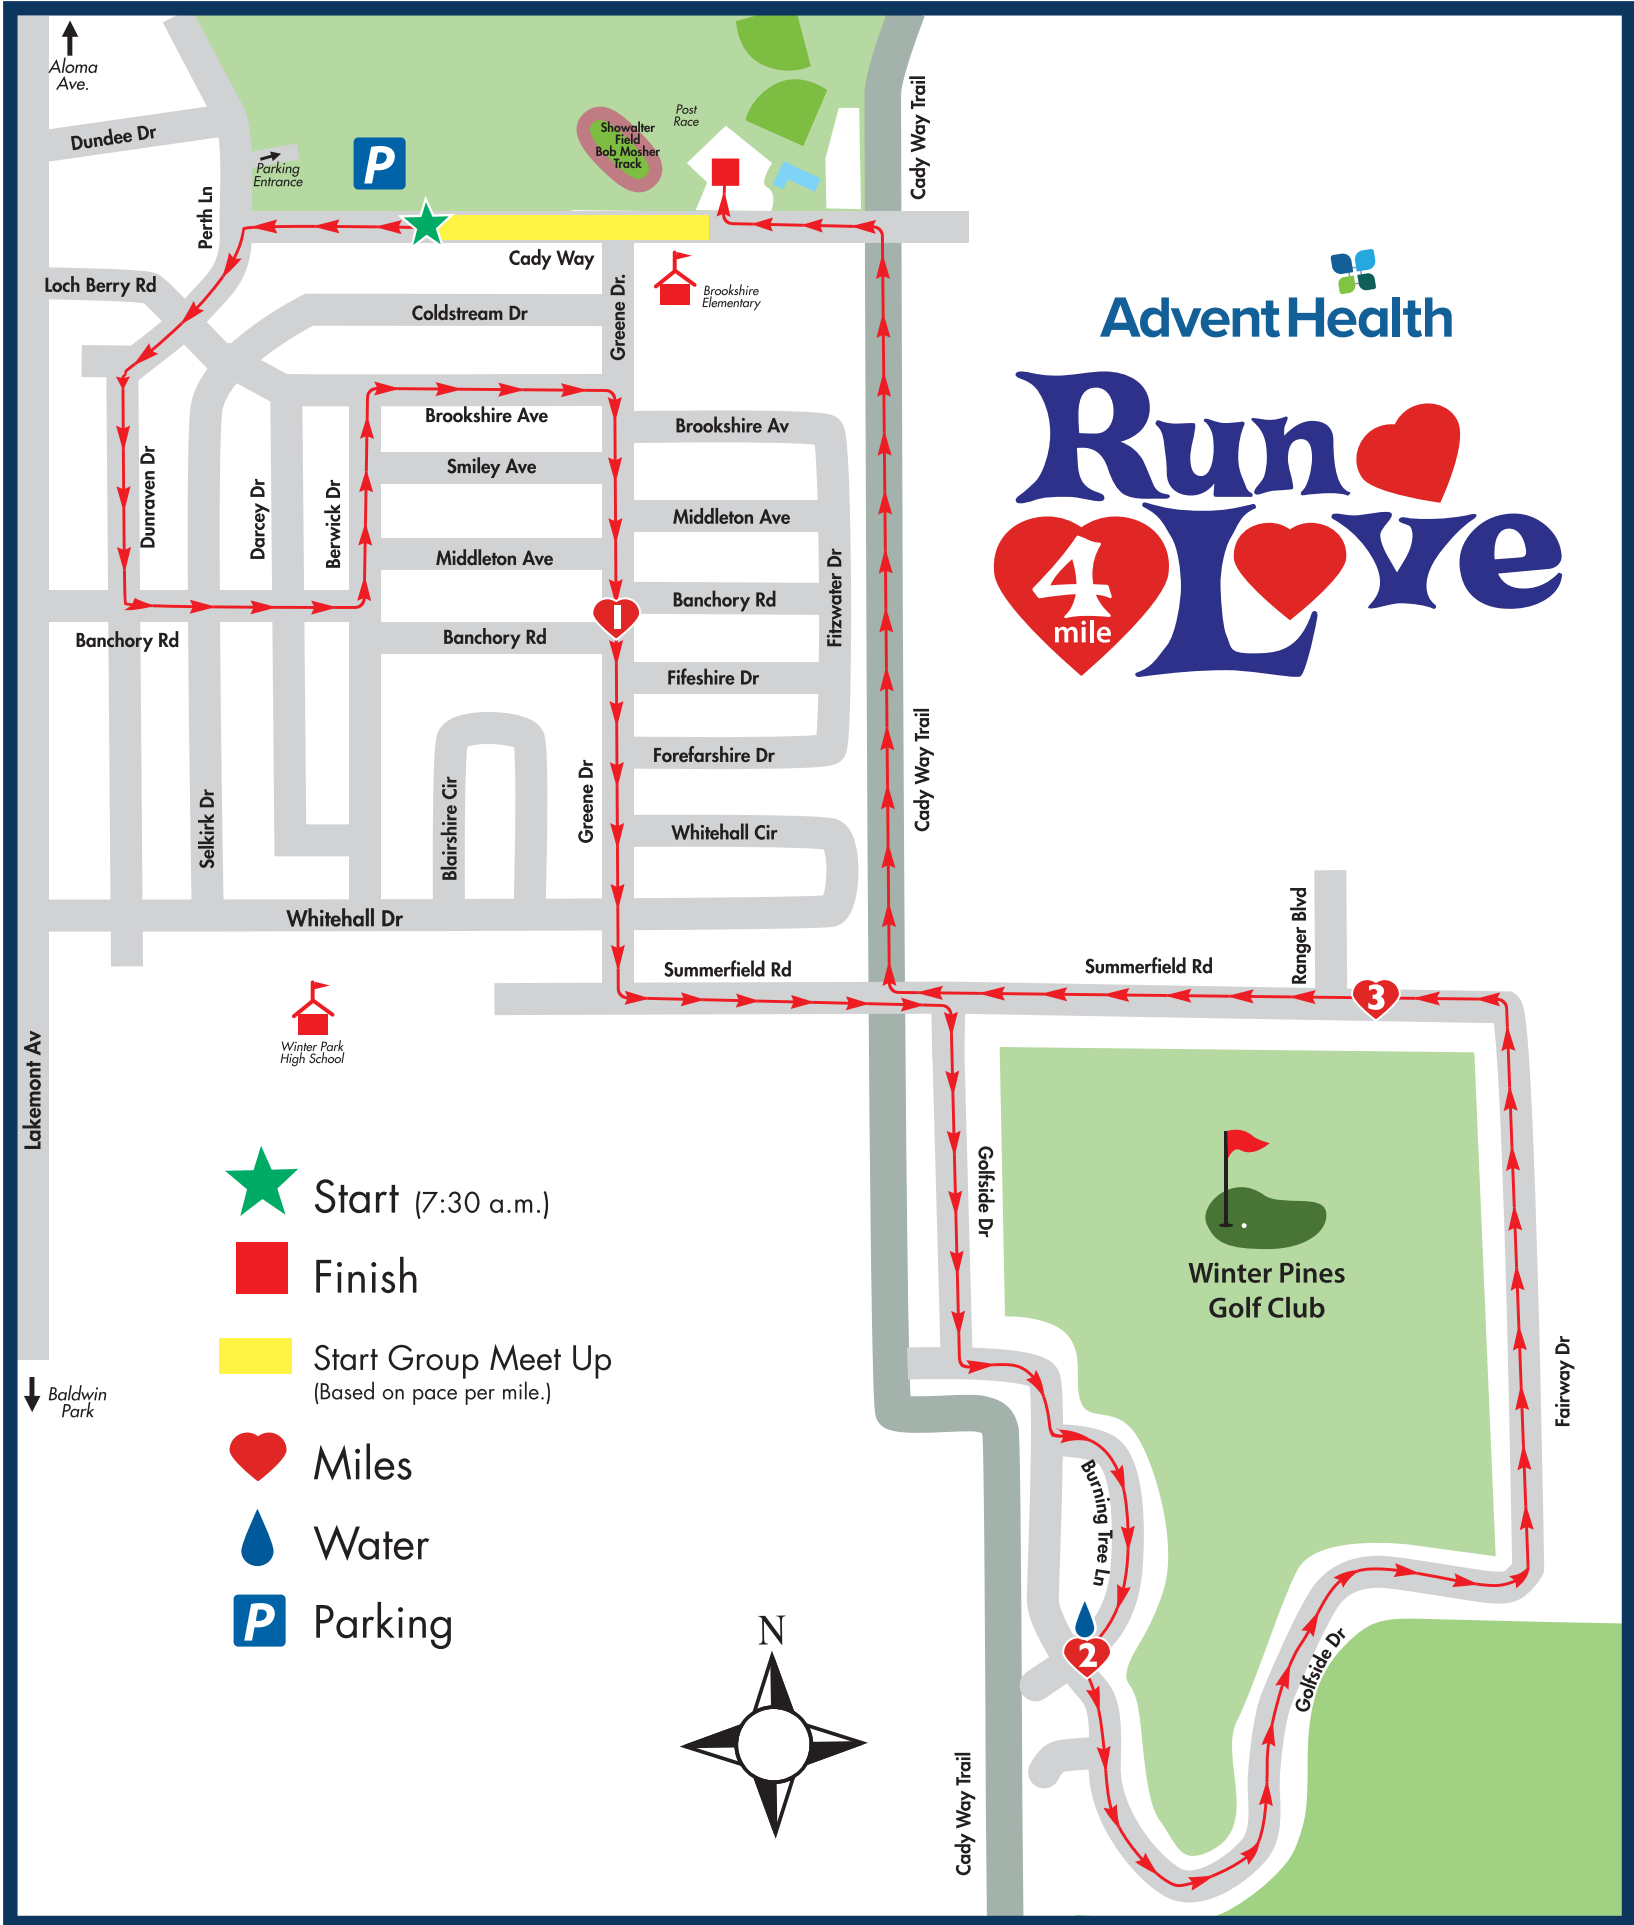 Aloma
Ave.
Dundee Dr
Parking
Entrance
P
Showalter
Field
Bob Mosher
Track
Post
Race
Cady Way Trail
Perth Ln
Cady Way
Loch Berry Rd
Coldstream Dr
Greene Dr.
Brookshire
Elementary
AdventHealth
Run
4
mile
L ve
Brookshire Ave
Brookshire Av
Smiley Ave
Middleton Ave
Middleton Ave
Dunraven Dr
Darcey Dr
Berwick Dr
Fitzwater Dr
Banchory Rd
1
Banchory Rd
Banchory Rd
Fifeshire Dr
Forefarshire Dr
Cady Way Trail
Selkirk Dr
Blairshire Cir
Greene Dr
Whitehall Cir
Whitehall Dr
Ranger Blvd
Summerfield Rd
Summerfield Rd
3
Winter Park
High School
Lakemont Av
Golfside Dr
Winter Pines
Golf Club
Fairway Dr
Start (7:30 a.m.)
Finish
Start Group Meet Up
(Based on pace per mile.)
Baldwin
Park
Miles
Water
P Parking
Burning Tree Ln
2
Golfside Dr
N
Cady Way Trail